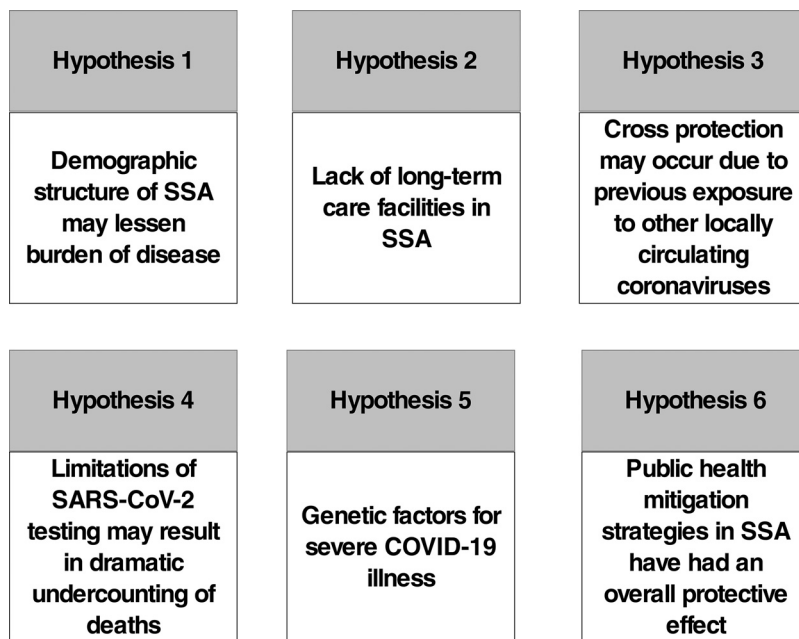 Hypothesis 1
Demographic
structure of SSA
may lessen
burden of disease
Hypothesis 2
Lack of long-term
care facilities in
SSA
Hypothesis 3
Cross protection
may occur due to
previous exposure
to other locally
circulating
coronaviruses
Hypothesis 4
Limitations of
SARS-CoV-2
testing may result
in dramatic
undercounting of
deaths
Hypothesis 5
Genetic factors for
severe COVID-19
illness
Hypothesis 6
Public health
mitigation
strategies in SSA
have had an
overall protective
effect